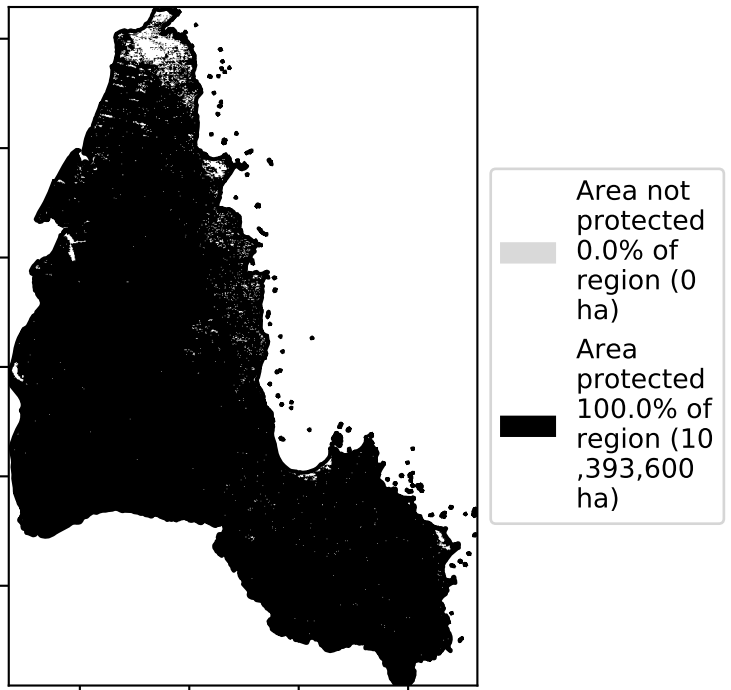 Area not
protected
0.0% of
region (0
ha)
Area
protected
100.0% of
region (10
,393,600
ha)